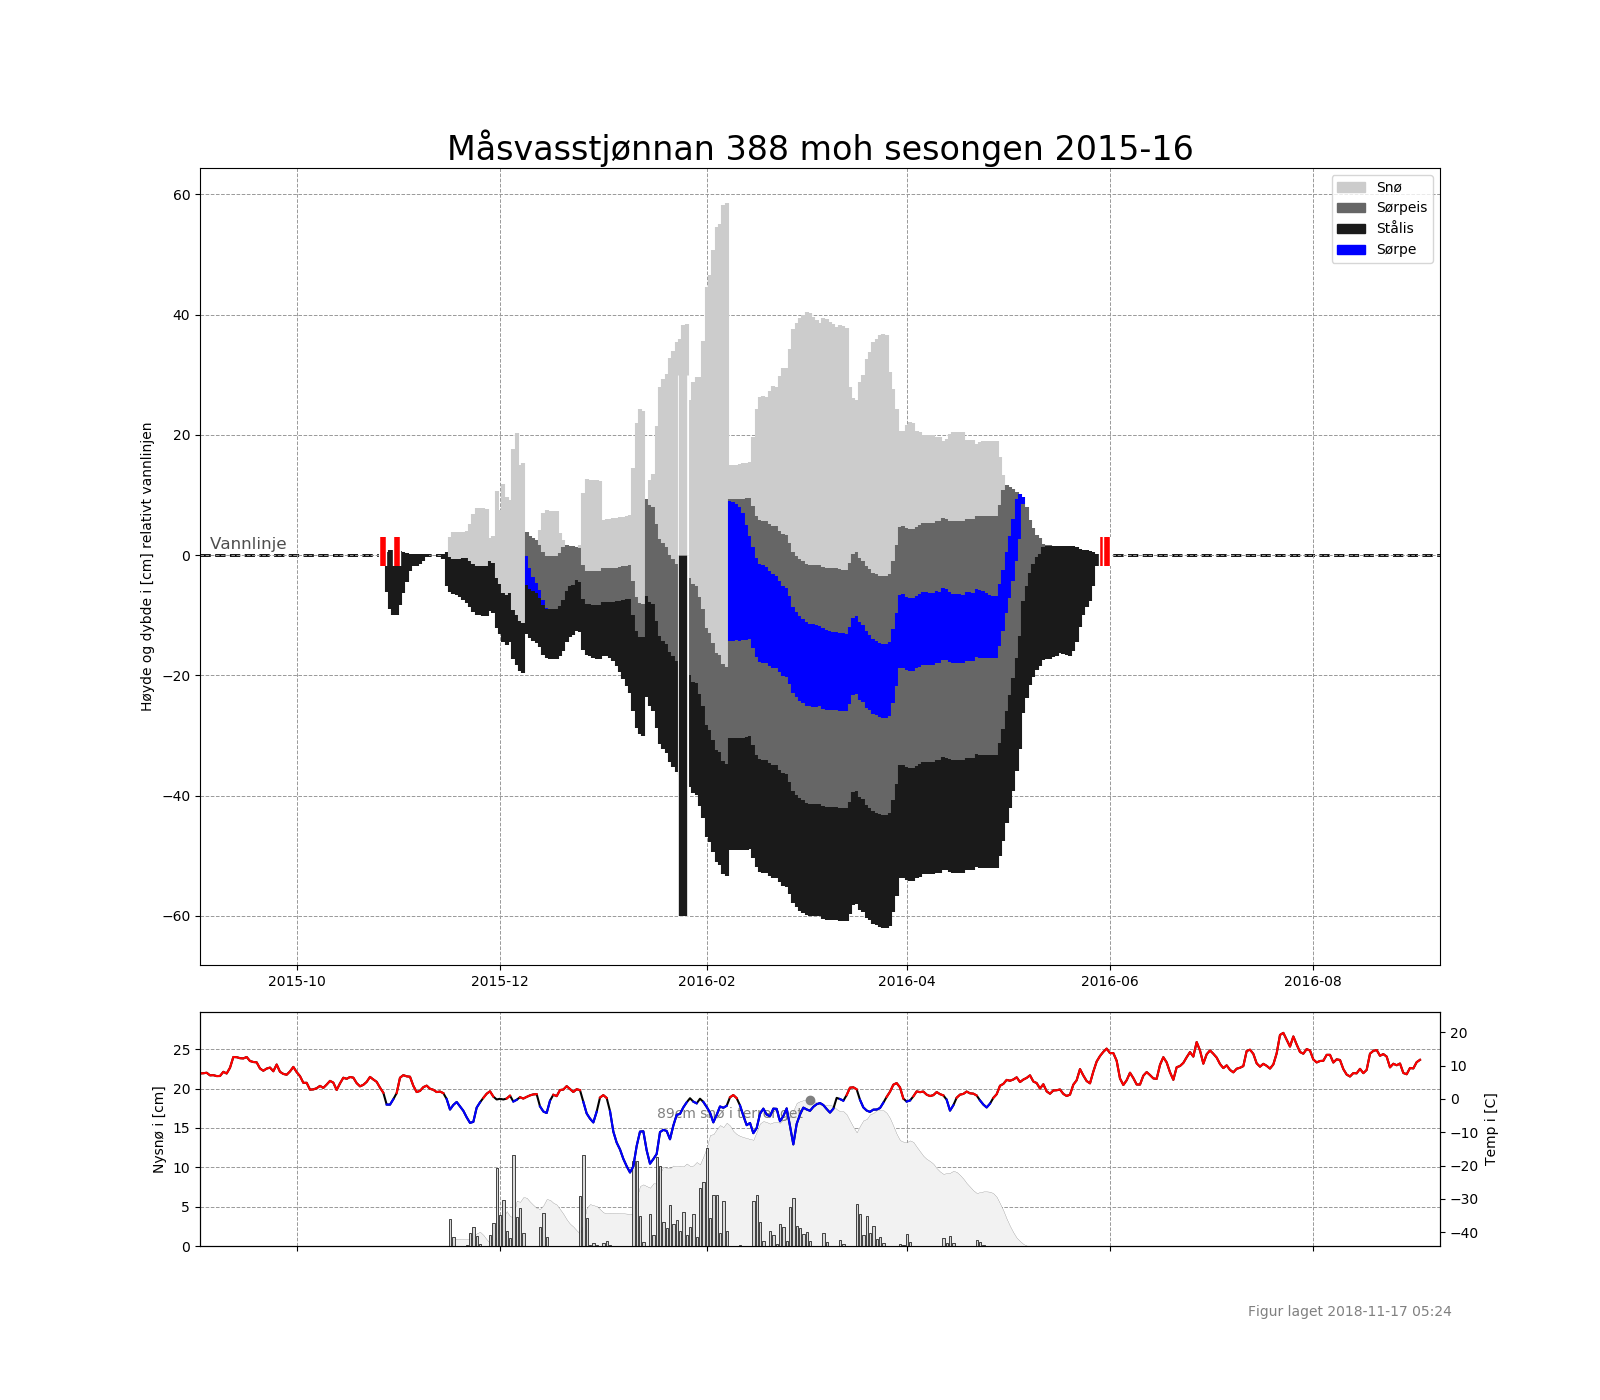 Måsvasstjønnan 388 moh sesongen 2015-16
Høyde og dybde i [cm] relativt vannlinjen
60
40
20
0
−20
−40
−60
Vannlinje
Snø
Sørpeis
Stålis
Sørpe
2015-10 2015-12 2016-02 2016-04 2016-06 2016-08
Nysnø i [cm]
25
20
15
10
5
0
89cm snø i terrenget
20
10
0
−10
−20
−30
−40
Temp i [C]
Figur laget 2018-11-17 05:24